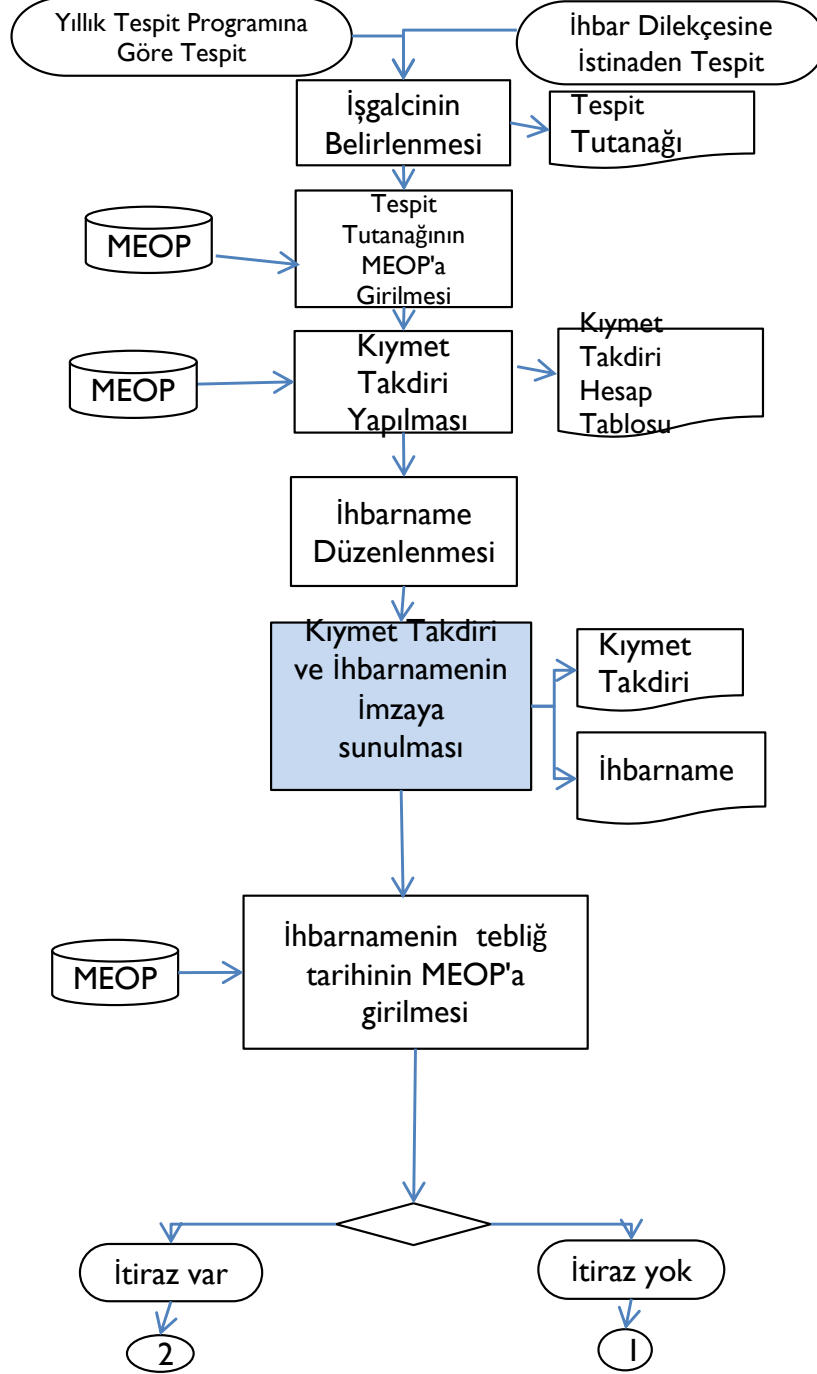 Yıllık Tespit Programına
Göre Tespit
İhbar Dilekçesine
İstinaden Tespit
İşgalcinin
Belirlenmesi
Tespit
Tutanağı
Tespit
Tutanağının
MEOP'a
Girilmesi
MEOP
Kıymet
Takdiri
Yapılması
MEOP
Kıymet
Takdiri
Hesap
Tablosu
İhbarname
Düzenlenmesi
Kıymet Takdiri
ve İhbarnamenin
İmzaya
sunulması
Kıymet
Takdiri
İhbarname
İhbarnamenin tebliğ
tarihinin MEOP'a
girilmesi
MEOP
İtiraz var
İtiraz yok
2
1